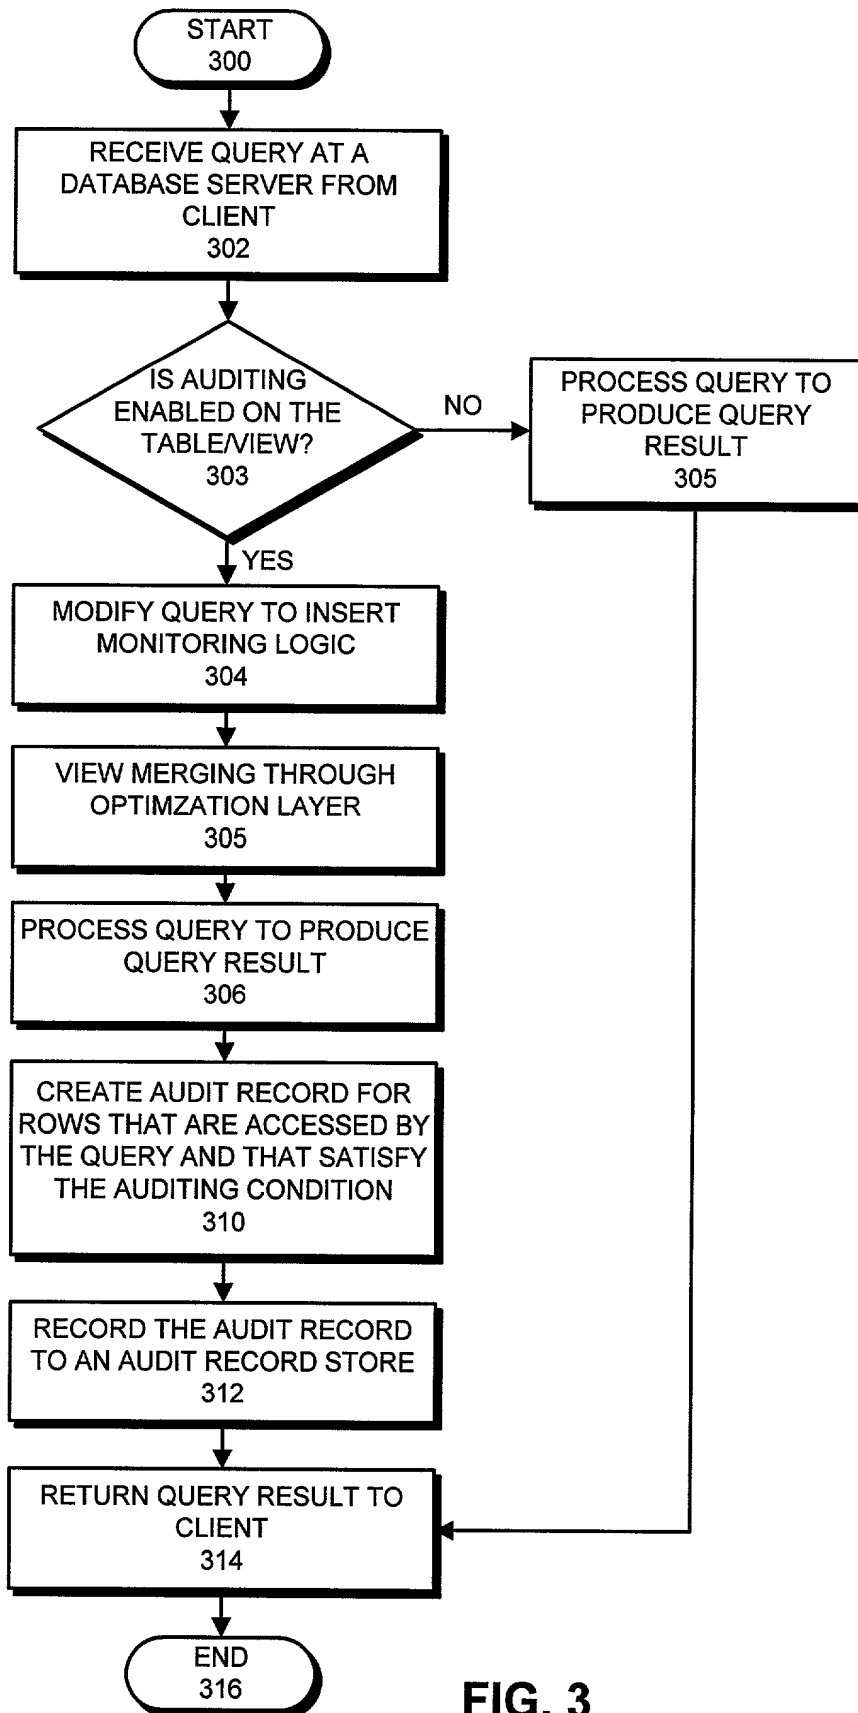 START
300
RECEIVE QUERY AT A
DATABASE SERVER FROM
CLIENT
302
IS AUDITING
ENABLED ON THE
TABLE/VIEW?
303
NO
PROCESS QUERY TO
PRODUCE QUERY
RESULT
305
YES
MODIFY QUERY TO INSERT
MONITORING LOGIC
304
VIEW MERGING THROUGH
OPTIMZATION LAYER
305
PROCESS QUERY TO PRODUCE
QUERY RESULT
306
CREATE AUDIT RECORD FOR
ROWS THAT ARE ACCESSED BY
THE QUERY AND THAT SATISFY
THE AUDITING CONDITION
310
RECORD THE AUDIT RECORD
TO AN AUDIT RECORD STORE
312
RETURN QUERY RESULT TO
CLIENT
314
END
316
FIG. 3